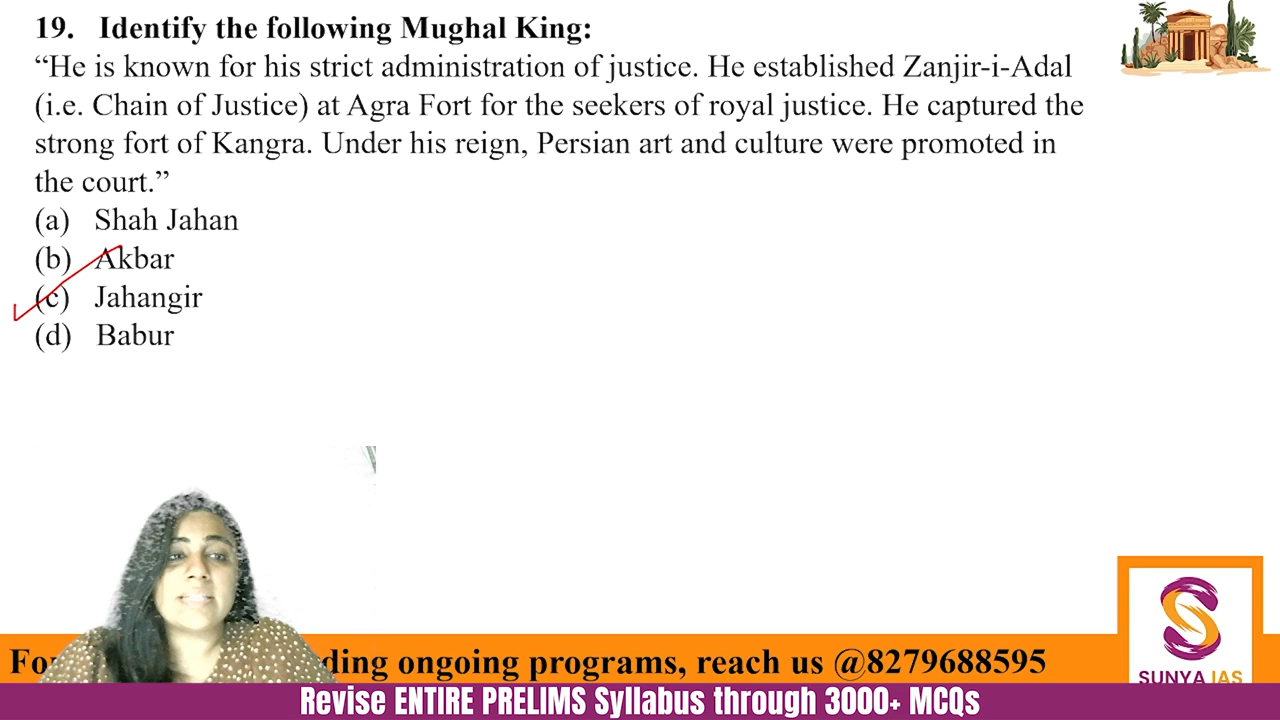 19. Identify the following Mughal King:
“He is known for his strict administration of justice. He established Zanjir-i-Adal
(i.e. Chain of Justice) at Agra Fort for the seekers of royal justice. He captured the
strong fort of Kangra. Under his reign, Persian art and culture were promoted in
the court.”
(a) Shah Jahan
(b) Akbar
(c) Jahangir
(d) Babur
ongoing programs, reach us @8279688595
SUNYA IAS
Revise ENTIRE PRELIMS Syllabus through 3000+ MCQs